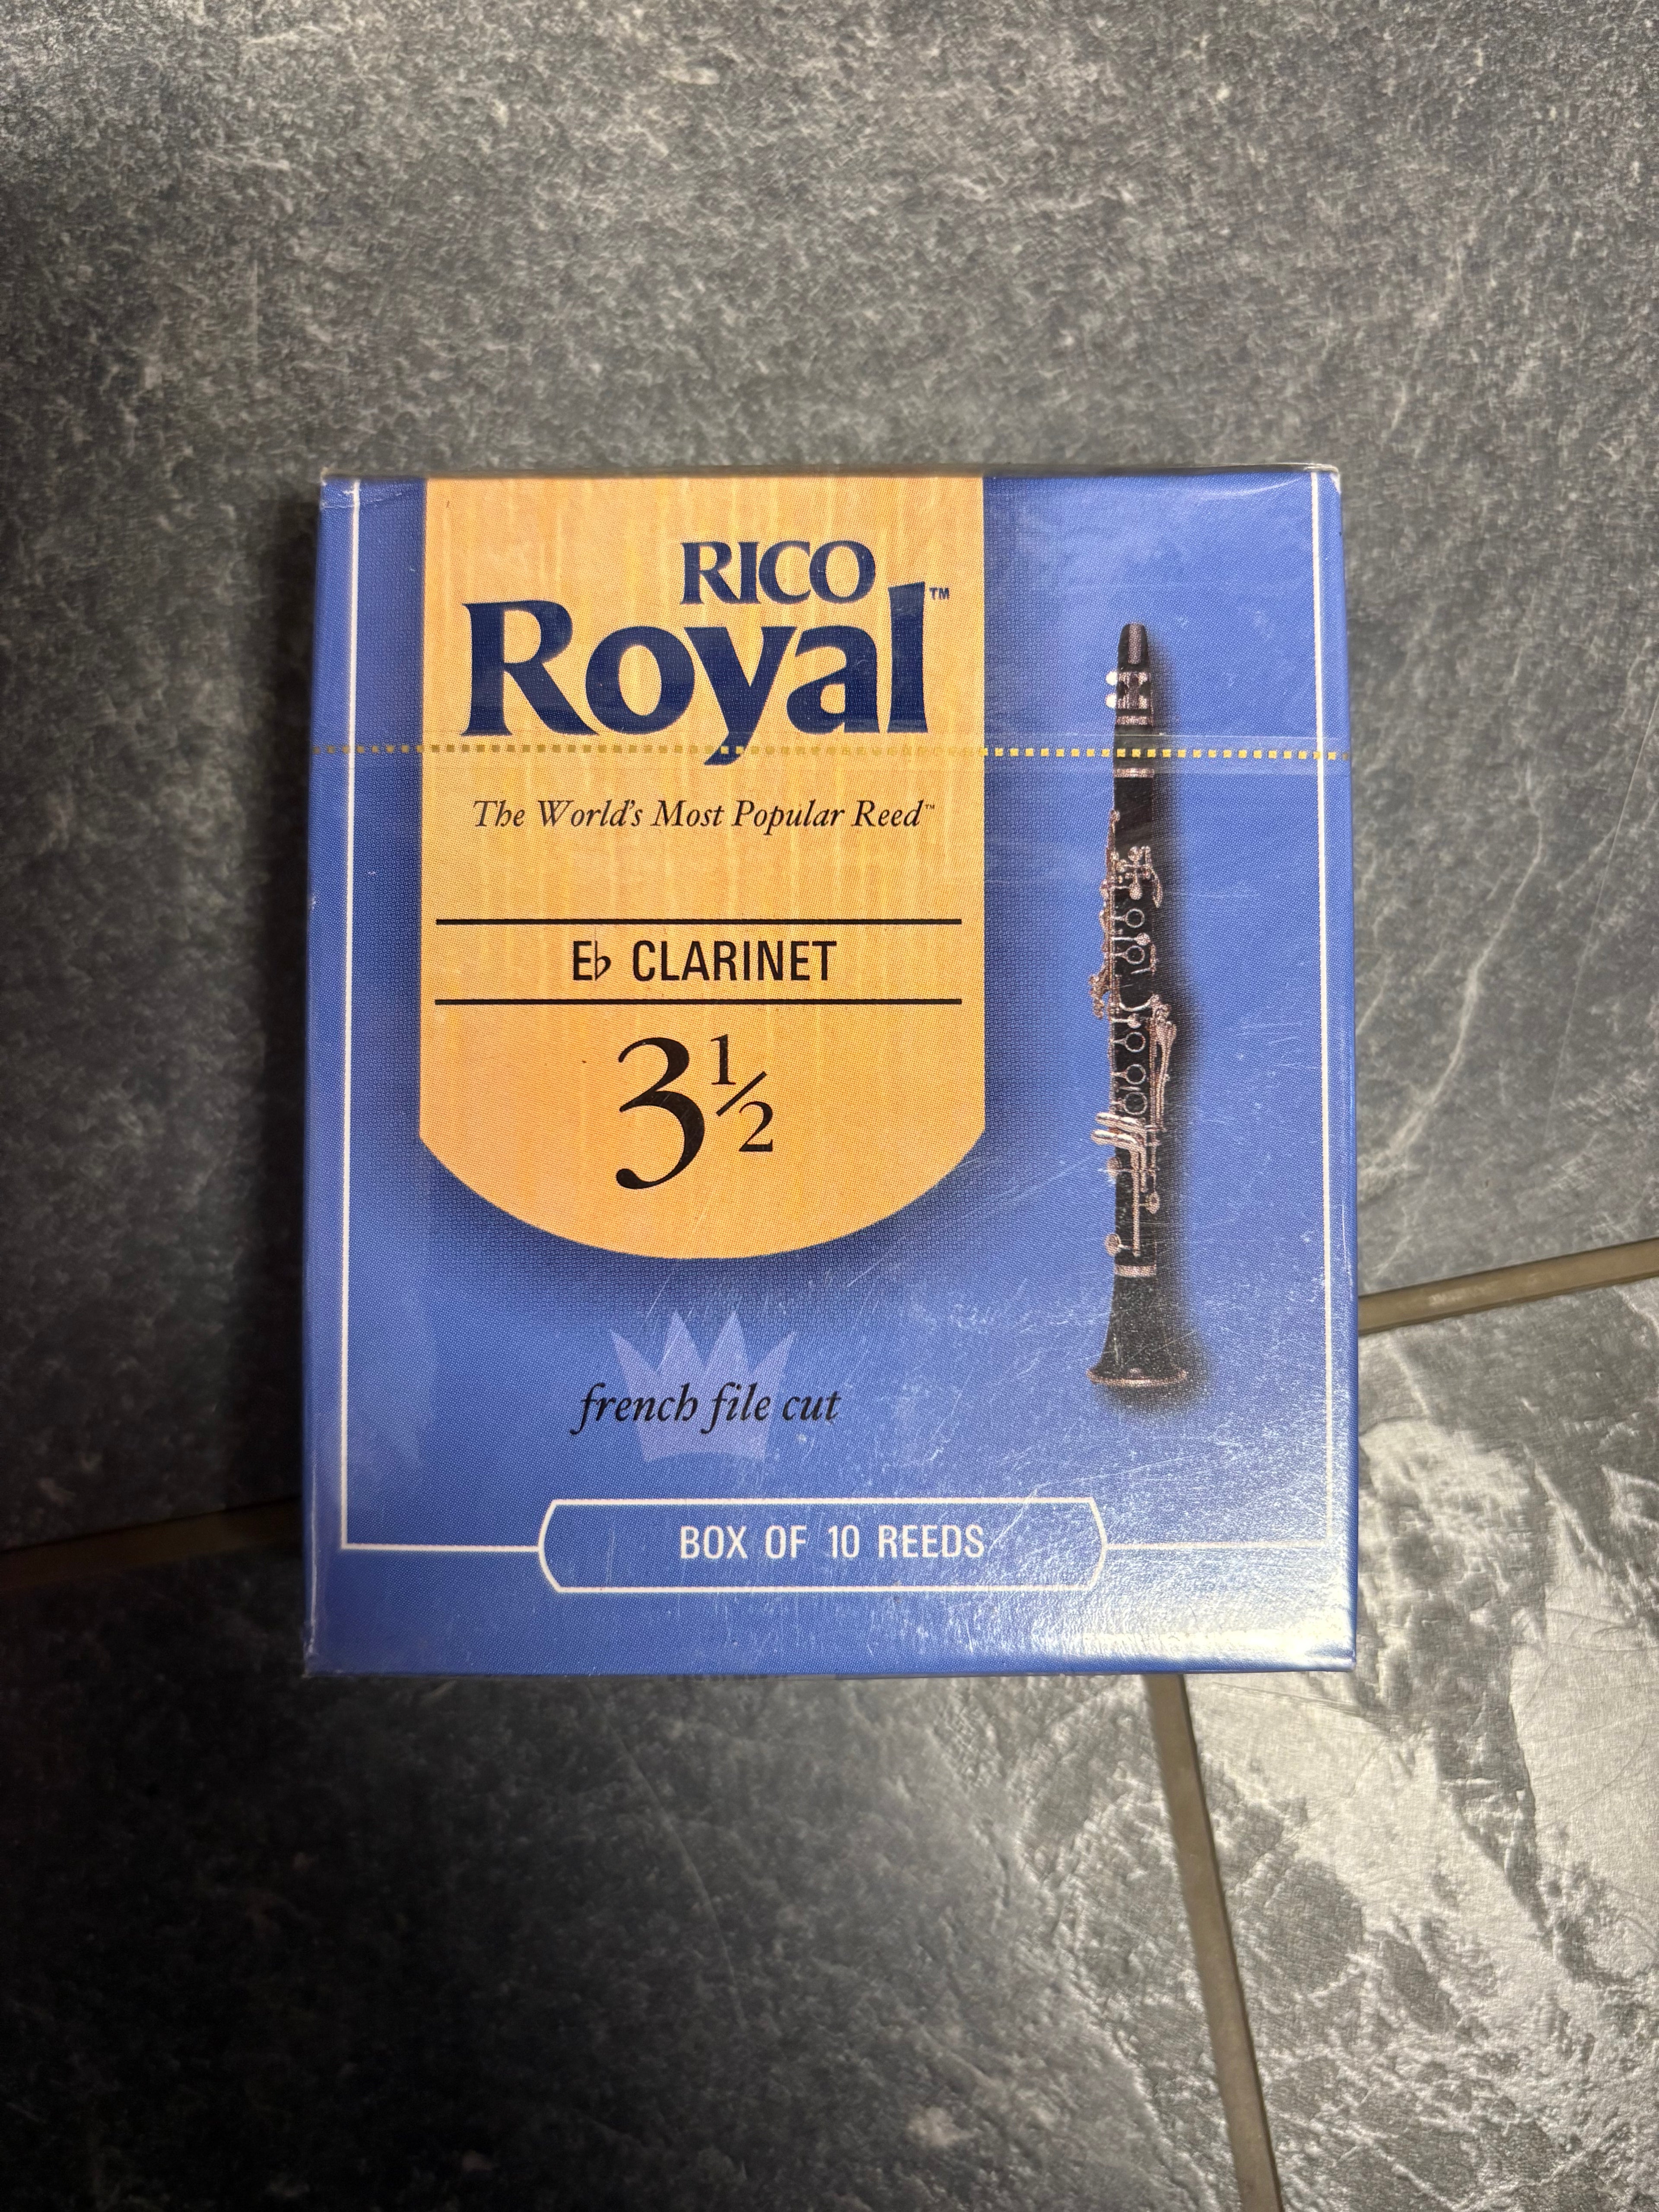 RICO
Royal™
The World's Most Popular Reed™
E♭ CLARINET
3½
french file cut
BOX OF 10 REEDS